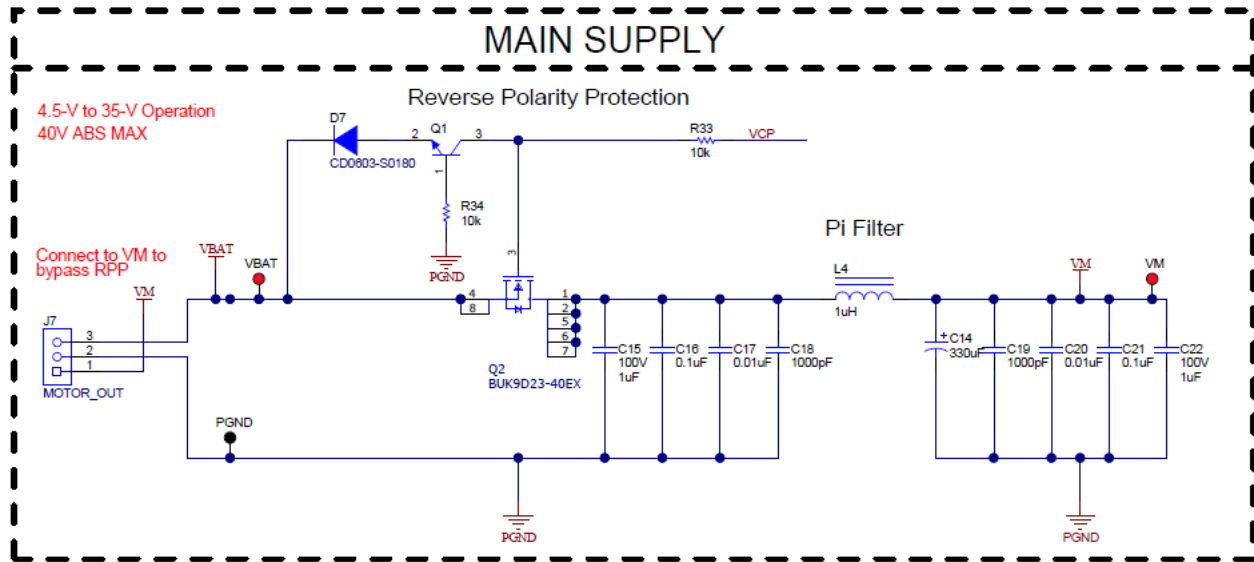 MAIN SUPPLY
4.5-V to 35-V Operation
40V ABS MAX
Reverse Polarity Protection
D7
CD0603-S0180
2
Q1
3
1
R33
10k
VCP
R34
10k
PGND
3
Connect to VM to
bypass RPP
VM
VBAT
VBAT
J7
3
2
1
MOTOR_OUT
4
8
1
2
5
6
7
Q2
BUK9D23-40EX
C15
100V
1uF
C16
0.1uF
C17
0.01uF
C18
1000pF
Pi Filter
L4
1uH
VM
VM
+
C14
330uF
C19
1000pF
C20
0.01uF
C21
0.1uF
C22
100V
1uF
PGND
PGND
PGND